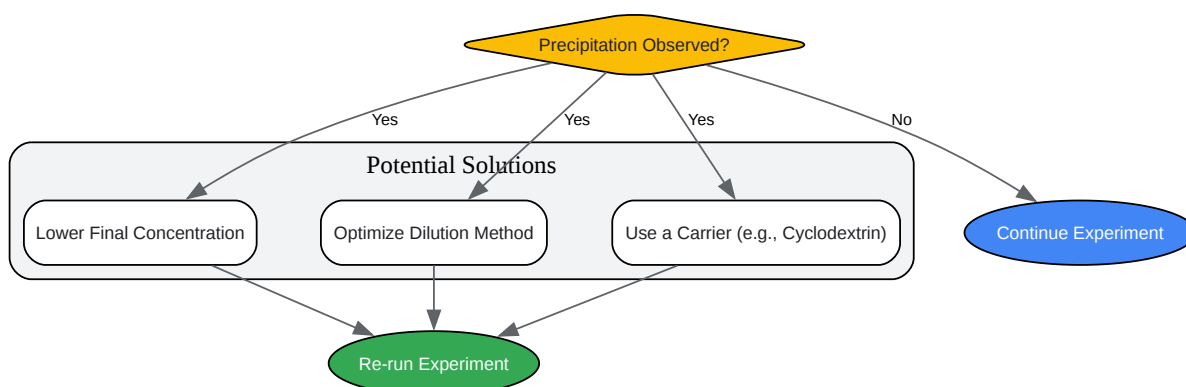 Precipitation Observed?
Yes
Yes
Yes
No
Potential Solutions
Lower Final Concentration
Optimize Dilution Method
Use a Carrier (e.g., Cyclodextrin)
Continue Experiment
Re-run Experiment